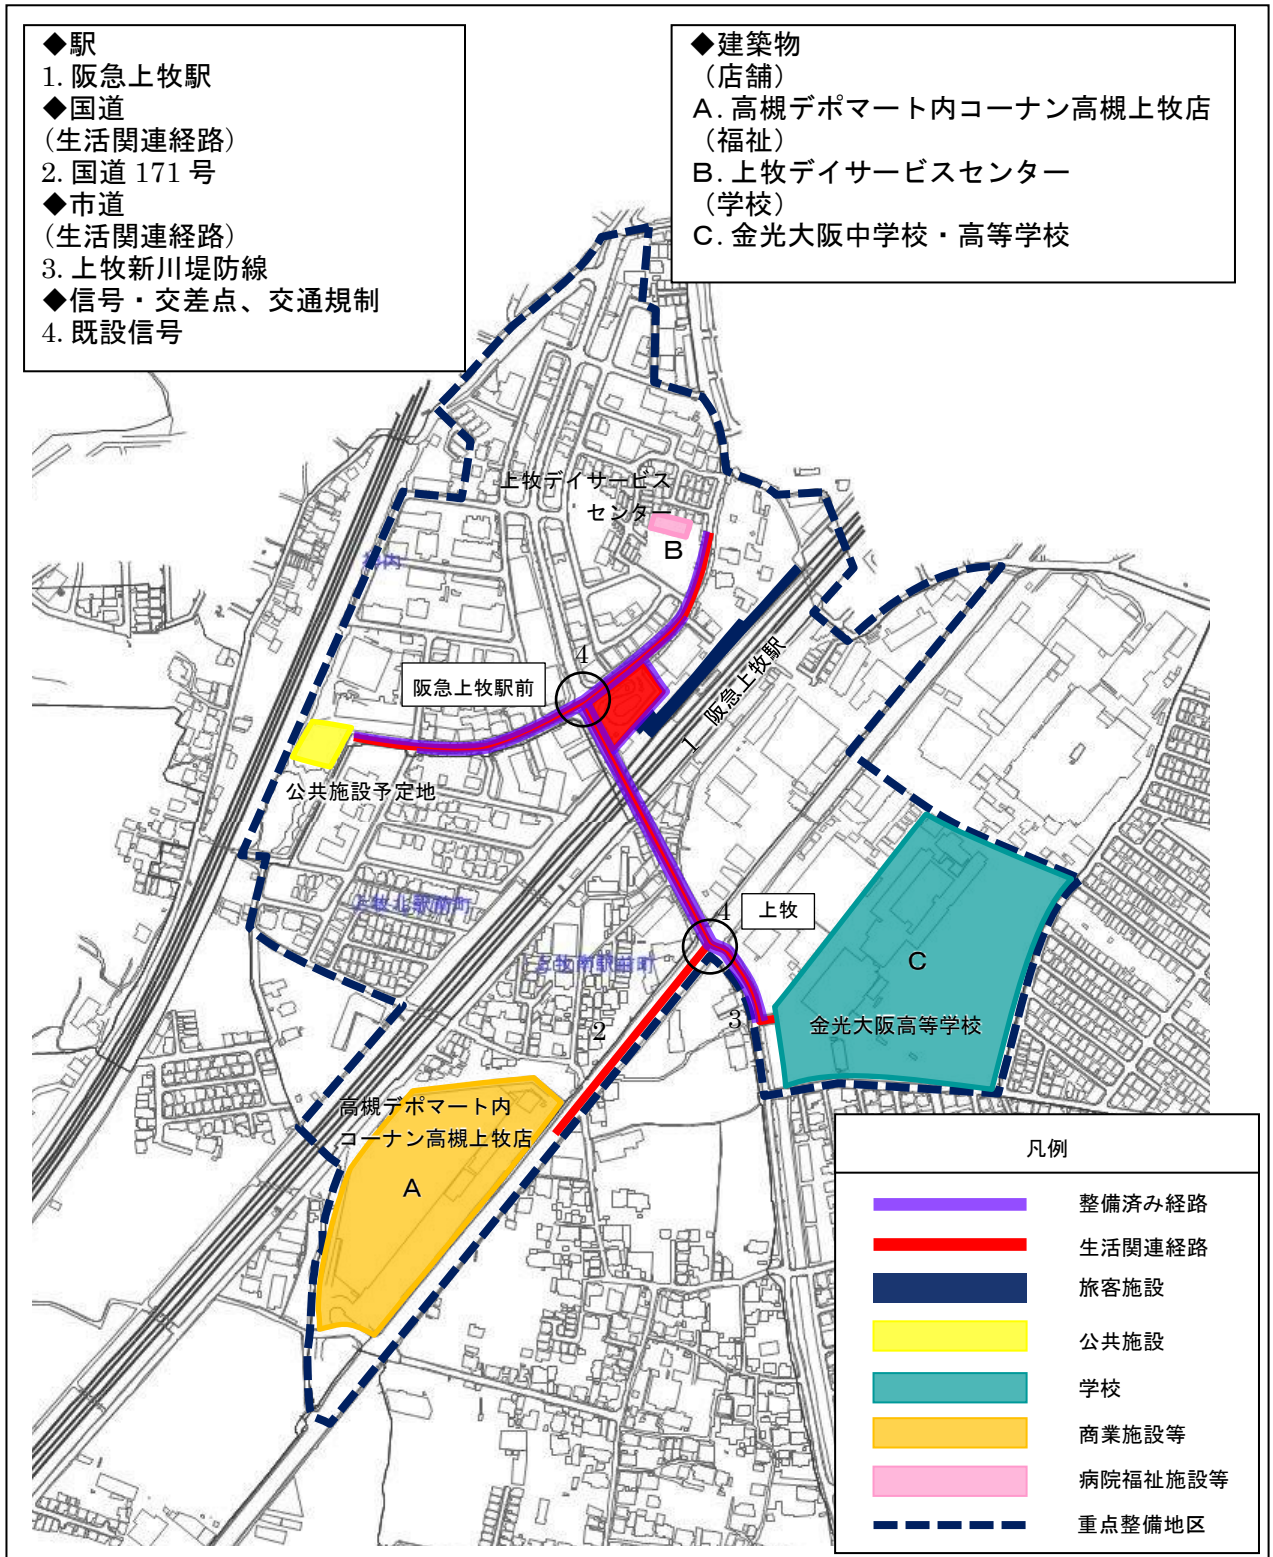 ◆駅
1. 阪急上牧駅
◆国道
(生活関連経路)
2. 国道 171 号
◆市道
(生活関連経路)
3. 上牧新川堤防線
◆信号・交差点、交通規制
4. 既設信号
◆建築物
(店舗)
A. 高槻デポマート内コーナン高槻上牧店
(福祉)
B. 上牧デイサービスセンター
(学校)
C. 金光大阪中学校・高等学校
上牧デイサービス
センター
B
4
阪急上牧駅前
1 阪急上牧駅
公共施設予定地
上牧北駅前町
4
上牧
上牧南駅前町
C
金光大阪高等学校
3
2
高槻デポマート内
コーナン高槻上牧店
A
凡例
整備済み経路
生活関連経路
旅客施設
公共施設
学校
商業施設等
病院福祉施設等
重点整備地区